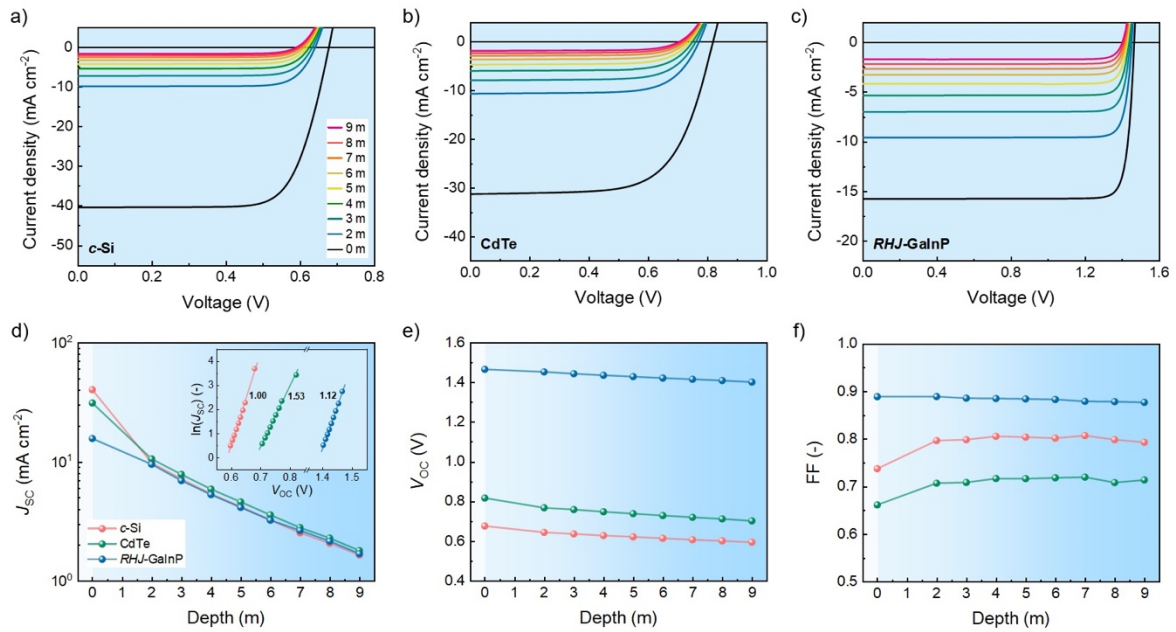 a)
b)
c)
Current density (mA cm⁻²)
0
-10
-20
-30
-40
-50
9 m
8 m
7 m
6 m
5 m
4 m
3 m
2 m
0 m
c-Si
0.0 0.2 0.4 0.6 0.8
Voltage (V)
Current density (mA cm⁻²)
0
-10
-20
-30
-40
CdTe
0.0 0.2 0.4 0.6 0.8 1.0
Voltage (V)
Current density (mA cm⁻²)
0
-5
-10
-15
-20
RHJ-GaInP
0.0 0.4 0.8 1.2 1.6
Voltage (V)
d)
e)
f)
J_SC (mA cm⁻²)
10²
10¹
10⁰
ln(J_SC) (-)
4
3
2
1
0
1.00 1.53 1.12
0.6 0.7 0.8 1.4 1.5
V_OC (V)
c-Si
CdTe
RHJ-GaInP
0 1 2 3 4 5 6 7 8 9
Depth (m)
V_OC (V)
1.6
1.4
1.2
1.0
0.8
0.6
0.4
0 1 2 3 4 5 6 7 8 9
Depth (m)
FF (-)
1.0
0.9
0.8
0.7
0.6
0.5
0 1 2 3 4 5 6 7 8 9
Depth (m)